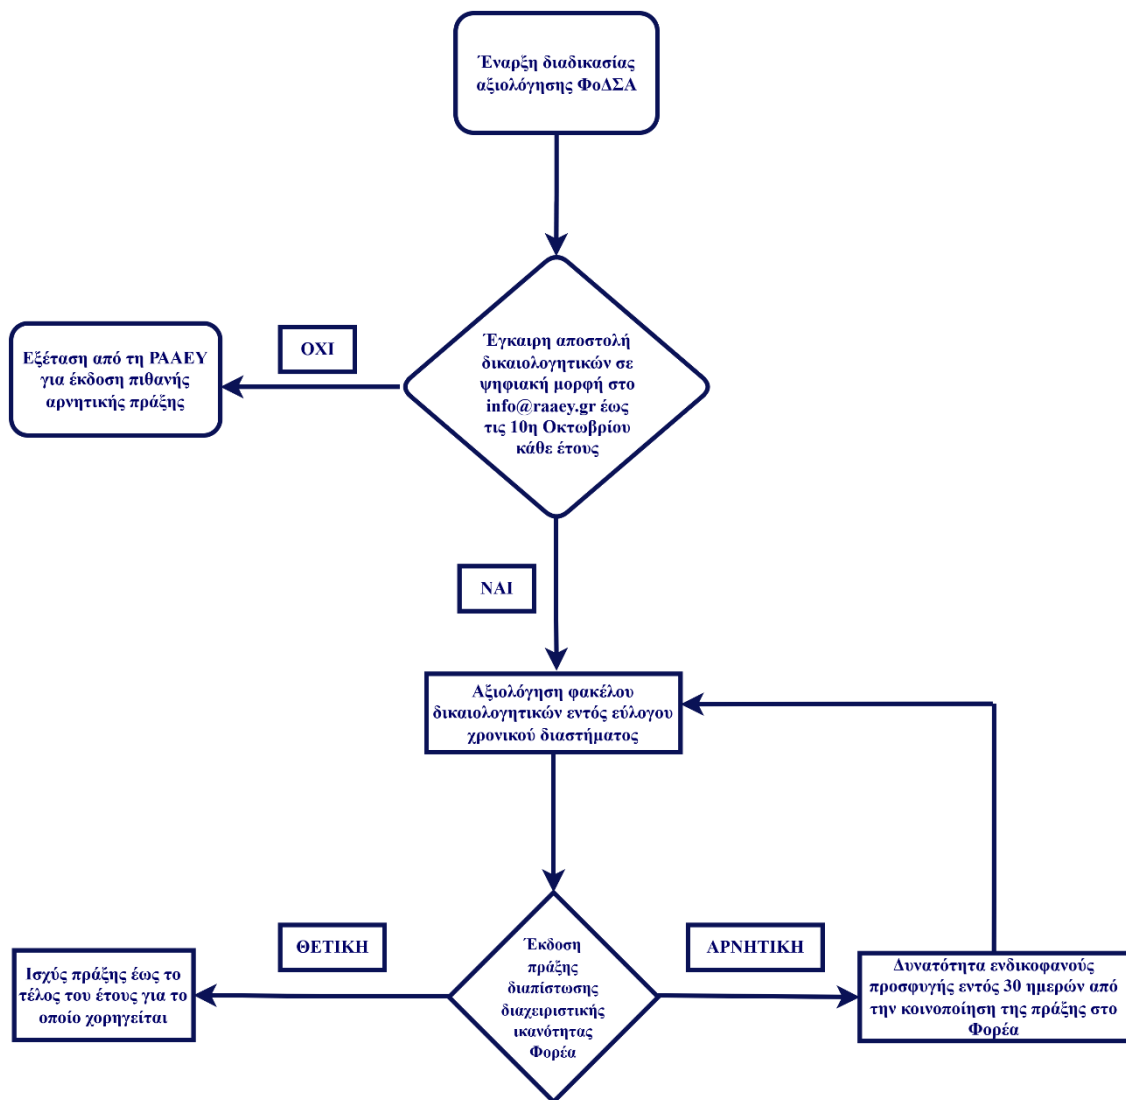 Έναρξη διαδικασίας
αξιολόγησης ΦοΔΣΑ
Έγκαιρη αποστολή
δικαιολογητικών σε
ψηφιακή μορφή στο
info@raaey.gr έως
τις 10η Οκτωβρίου
κάθε έτους
ΟΧΙ
Εξέταση από τη ΡΑΑΕΥ
για έκδοση πιθανής
αρνητικής πράξης
ΝΑΙ
Αξιολόγηση φακέλου
δικαιολογητικών εντός εύλογου
χρονικού διαστήματος
Έκδοση
πράξης
διαπίστωσης
διαχειριστικής
ικανότητας
Φορέα
ΘΕΤΙΚΗ
Ισχύς πράξης έως το
τέλος του έτους για το
οποίο χορηγείται
ΑΡΝΗΤΙΚΗ
Δυνατότητα ενδικοφανούς
προσφυγής εντός 30 ημερών από
την κοινοποίηση της πράξης στο
Φορέα